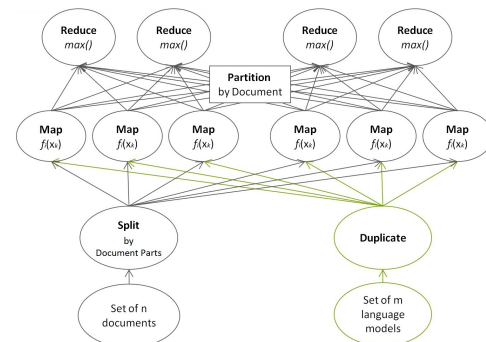 Reduce
max()
Reduce
max()
Reduce
max()
Reduce
max()
Partition
by Document
Map
fᵢ(xₖ)
Map
fᵢ(xₖ)
Map
fᵢ(xₖ)
Map
fᵢ(xₖ)
Map
fᵢ(xₖ)
Map
fᵢ(xₖ)
Split
by
Document Parts
Duplicate
Set of n
documents
Set of m
language
models